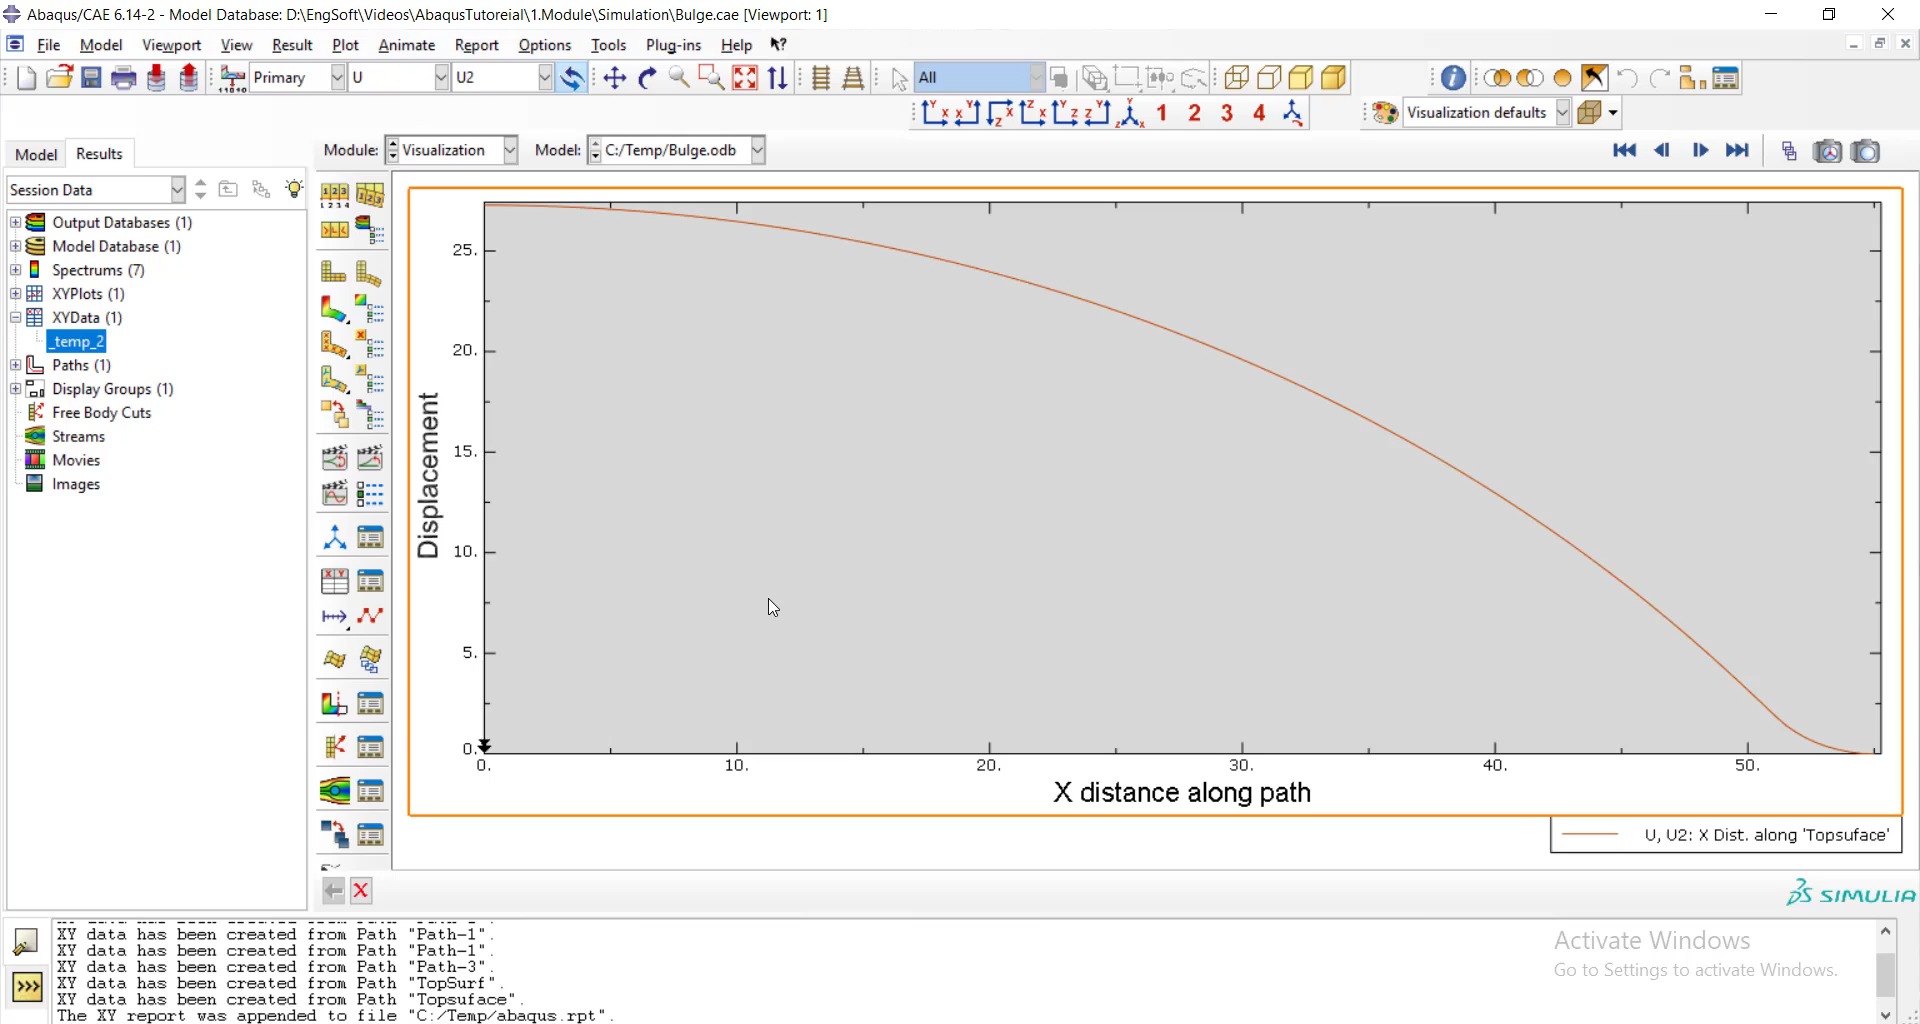 Abaqus/CAE 6.14-2 - Model Database: D:\EngSoft\Videos\AbaqusTutoreial\1.Module\Simulation\Bulge.cae [Viewport: 1]
File Model Viewport View Result Plot Animate Report Options Tools Plug-ins Help
Primary U U2 All
1 2 3 4 Visualization defaults
Model Results Module: Visualization Model: C:/Temp/Bulge.odb
Session Data
Output Databases (1)
Model Database (1)
Spectrums (7)
XYPlots (1)
XYData (1)
_temp_2
Paths (1)
Display Groups (1)
Free Body Cuts
Streams
Movies
Images
Displacement
25.
20.
15.
10.
5.
0.
0. 10. 20. 30. 40. 50.
X distance along path
U, U2: X Dist. along 'Topsuface'
SIMULIA
XY data has been created from Path "Path-1".
XY data has been created from Path "Path-1".
XY data has been created from Path "Path-3".
XY data has been created from Path "TopSurf".
XY data has been created from Path "Topsuface".
The XY report was appended to file "C:/Temp/abaqus.rpt".
Activate Windows
Go to Settings to activate Windows.